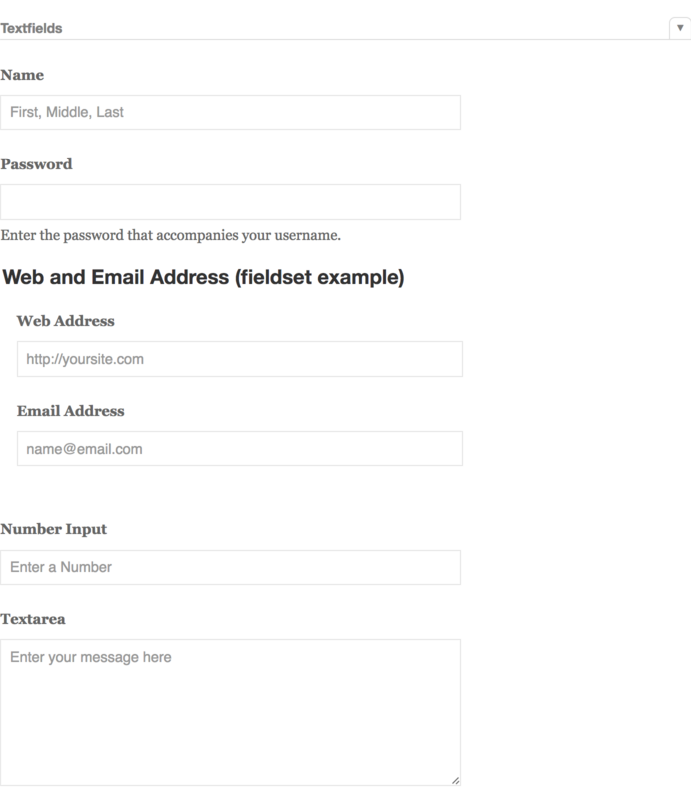 Textfields
▼
Name
First, Middle, Last
Password
Enter the password that accompanies your username.
Web and Email Address (fieldset example)
Web Address
http://yoursite.com
Email Address
name@email.com
Number Input
Enter a Number
Textarea
Enter your message here